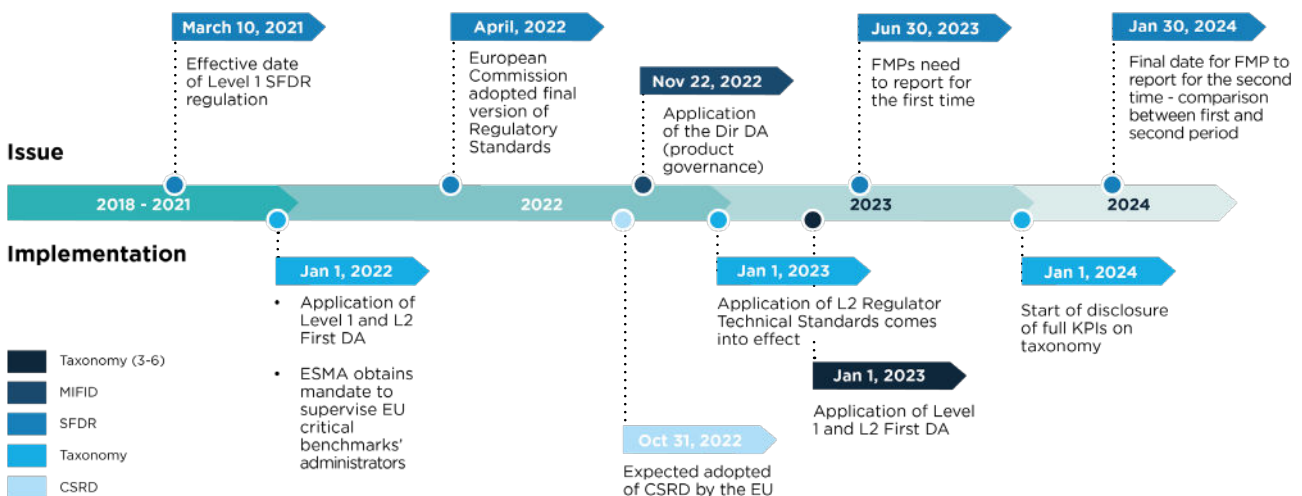 March 10, 2021
Effective date
of Level 1 SFDR
regulation
April, 2022
European
Commission
adopted final
version of
Regulatory
Standards
Nov 22, 2022
Application
of the Dir DA
(product
governance)
Jun 30, 2023
FMPs need
to report for
the first time
Jan 30, 2024
Final date for FMP to
report for the second
time - comparison
between first and
second period
Issue
2018 - 2021
2022
2023
2024
Implementation
Jan 1, 2022
• Application of
Level 1 and L2
First DA
• ESMA obtains
mandate to
supervise EU
critical
benchmarks'
administrators
Oct 31, 2022
Expected adopted
of CSRD by the EU
Jan 1, 2023
Application of L2 Regulator
Technical Standards comes
into effect
Jan 1, 2023
Application of Level
1 and L2 First DA
Jan 1, 2024
Start of disclosure
of full KPIs on
taxonomy
Taxonomy (3-6)
MIFID
SFDR
Taxonomy
CSRD